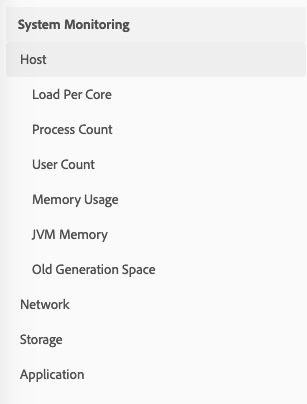 System Monitoring
Host
Load Per Core
Process Count
User Count
Memory Usage
JVM Memory
Old Generation Space
Network
Storage
Application